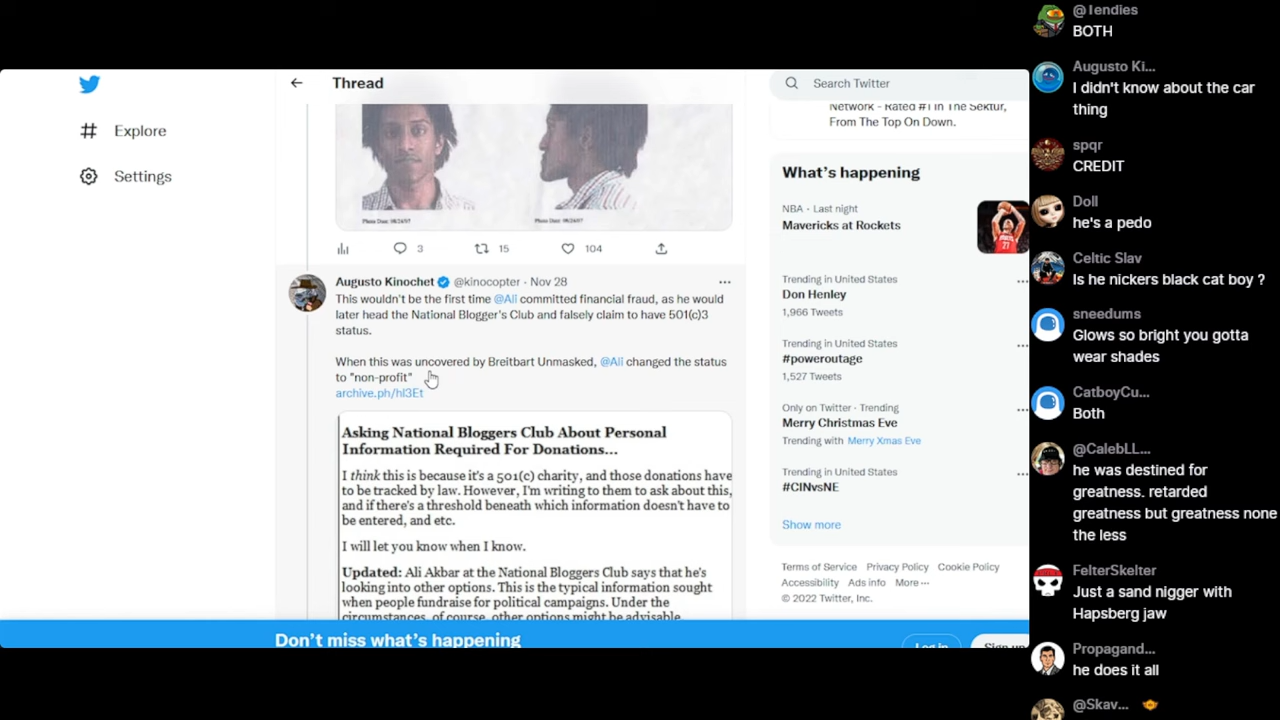 Thread
Explore
Settings
Photo Date: 08/24/07
Photo Date: 08/24/07
3
15
104
Augusto Kinochet @kinocopter · Nov 28
This wouldn't be the first time @Ali committed financial fraud, as he would
later head the National Blogger's Club and falsely claim to have 501(c)3
status.
When this was uncovered by Breitbart Unmasked, @Ali changed the status
to "non-profit"
archive.ph/hl3Et
Asking National Bloggers Club About Personal
Information Required For Donations...
I think this is because it's a 501(c) charity, and those donations have
to be tracked by law. However, I'm writing to them to ask about this,
and if there's a threshold beneath which information doesn't have to
be entered, and etc.
I will let you know when I know.
Updated: Ali Akbar at the National Bloggers Club says that he's
looking into other options. This is the typical information sought
when people fundraise for political campaigns. Under the
circumstances, of course, other options might be advisable.
Don't miss what's happening
Log in
Sign up
Search Twitter
Network - Rated #1 In The Sektur,
From The Top On Down.
What's happening
NBA · Last night
Mavericks at Rockets
Trending in United States
Don Henley
1,966 Tweets
Trending in United States
#poweroutage
1,527 Tweets
Only on Twitter · Trending
Merry Christmas Eve
Trending with Merry Xmas Eve
Trending in United States
#CINvsNE
Show more
Terms of Service Privacy Policy Cookie Policy
Accessibility Ads info More ···
© 2022 Twitter, Inc.
@Tendies
BOTH
Augusto Ki...
I didn't know about the car
thing
spqr
CREDIT
Doll
he's a pedo
Celtic Slav
Is he nickers black cat boy ?
sneedums
Glows so bright you gotta
wear shades
CatboyCu...
Both
@CalebLL...
he was destined for
greatness. retarded
greatness but greatness none
the less
FelterSkelter
Just a sand nigger with
Hapsberg jaw
Propagand...
he does it all
@Skav...